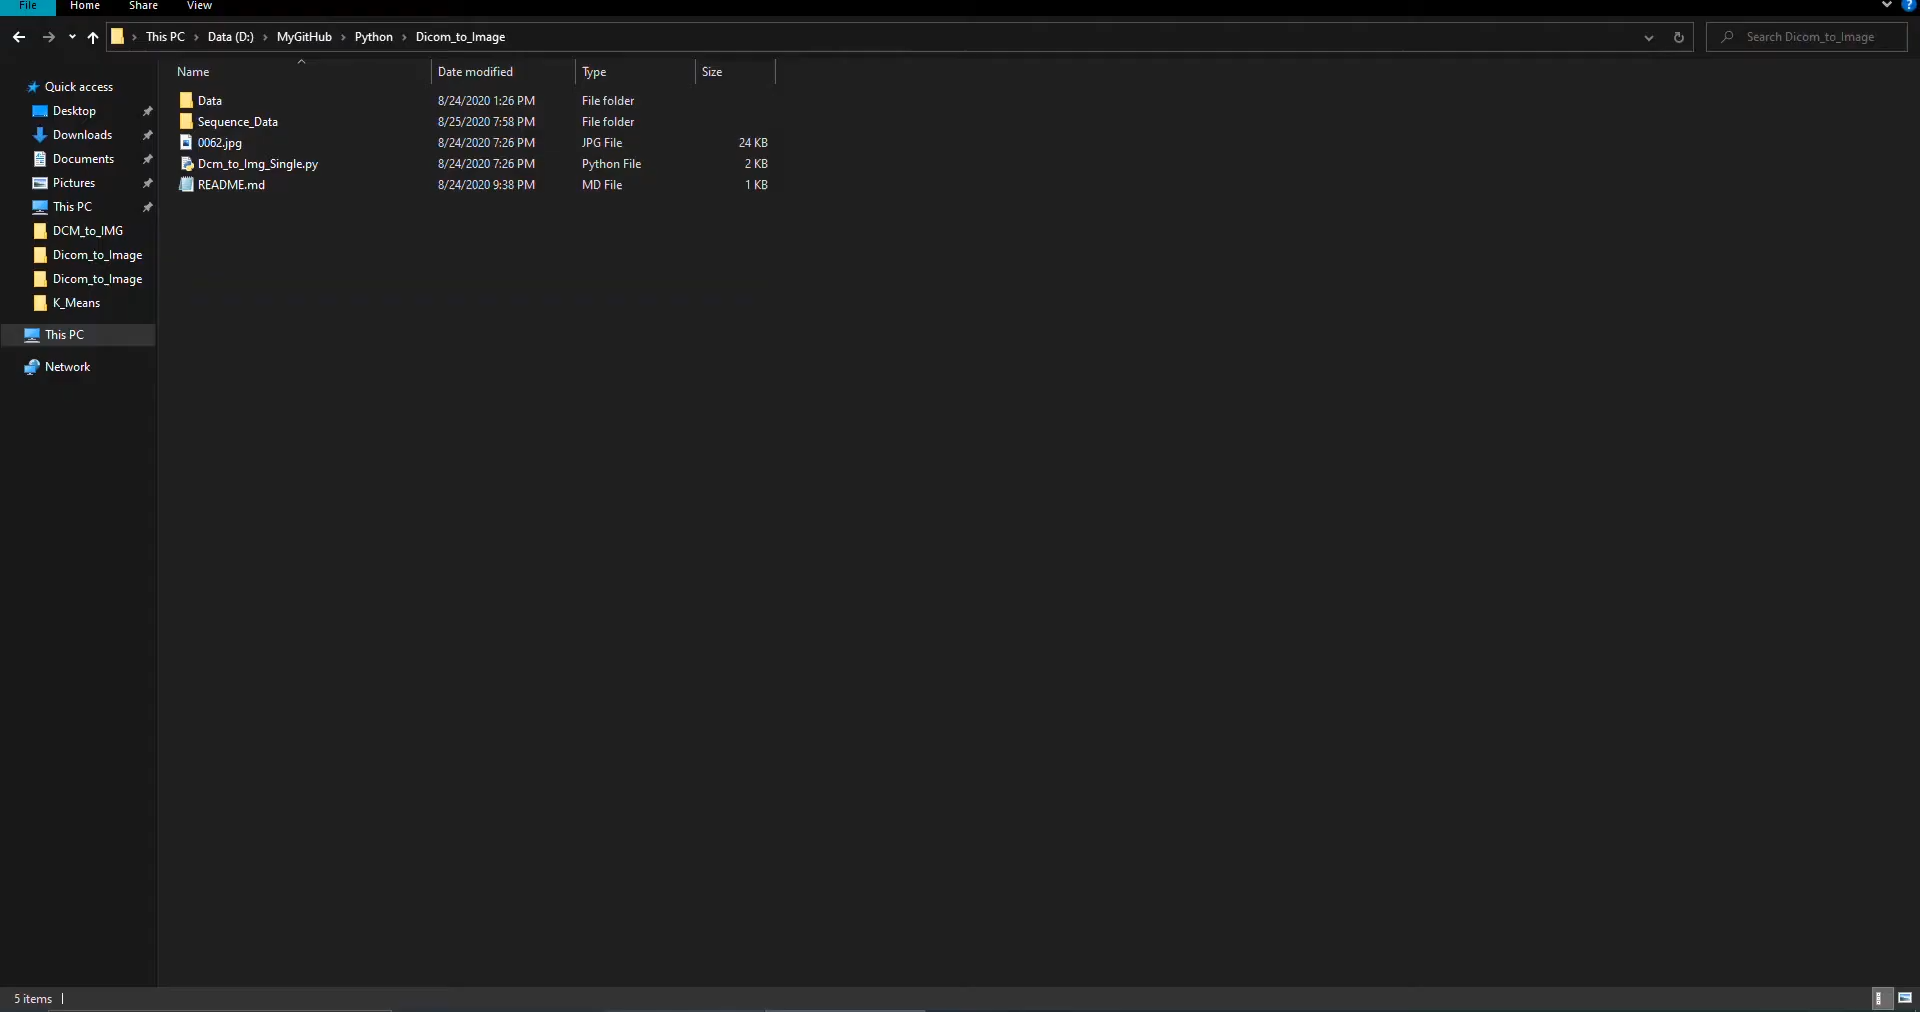 File Home Share View
This PC Data (D:) MyGitHub Python Dicom_to_Image Search Dicom_to_Image
Name Date modified Type Size
Quick access
Desktop
Downloads
Documents
Pictures
This PC
DCM_to_IMG
Dicom_to_Image
Dicom_to_Image
K_Means
This PC
Network
Data 8/24/2020 1:26 PM File folder
Sequence_Data 8/25/2020 7:58 PM File folder
0062.jpg 8/24/2020 7:26 PM JPG File 24 KB
Dcm_to_Img_Single.py 8/24/2020 7:26 PM Python File 2 KB
README.md 8/24/2020 9:38 PM MD File 1 KB
5 items